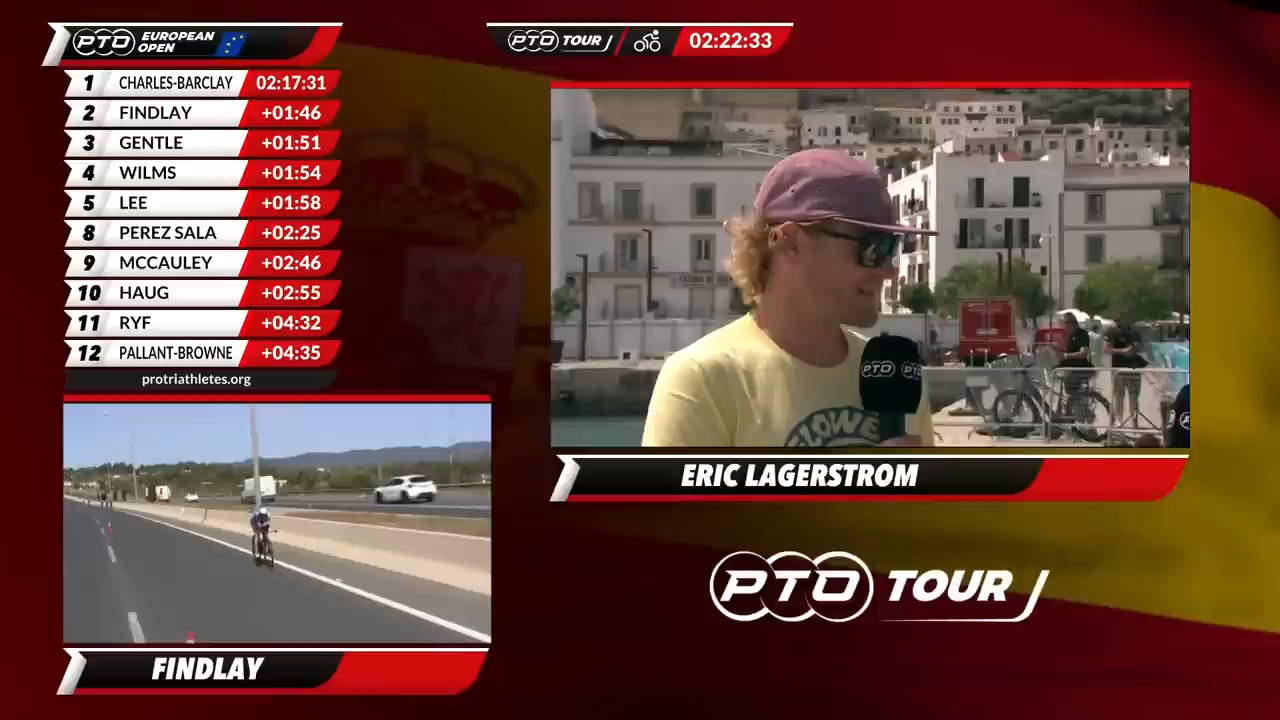 PTO EUROPEAN OPEN
1 CHARLES-BARCLAY 02:17:31
2 FINDLAY +01:46
3 GENTLE +01:51
4 WILMS +01:54
5 LEE +01:58
8 PEREZ SALA +02:25
9 MCCAULEY +02:46
10 HAUG +02:55
11 RYF +04:32
12 PALLANT-BROWNE +04:35
protriathletes.org
PTO TOUR 02:22:33
PTO PTO
ERIC LAGERSTROM
PTO TOUR
FINDLAY